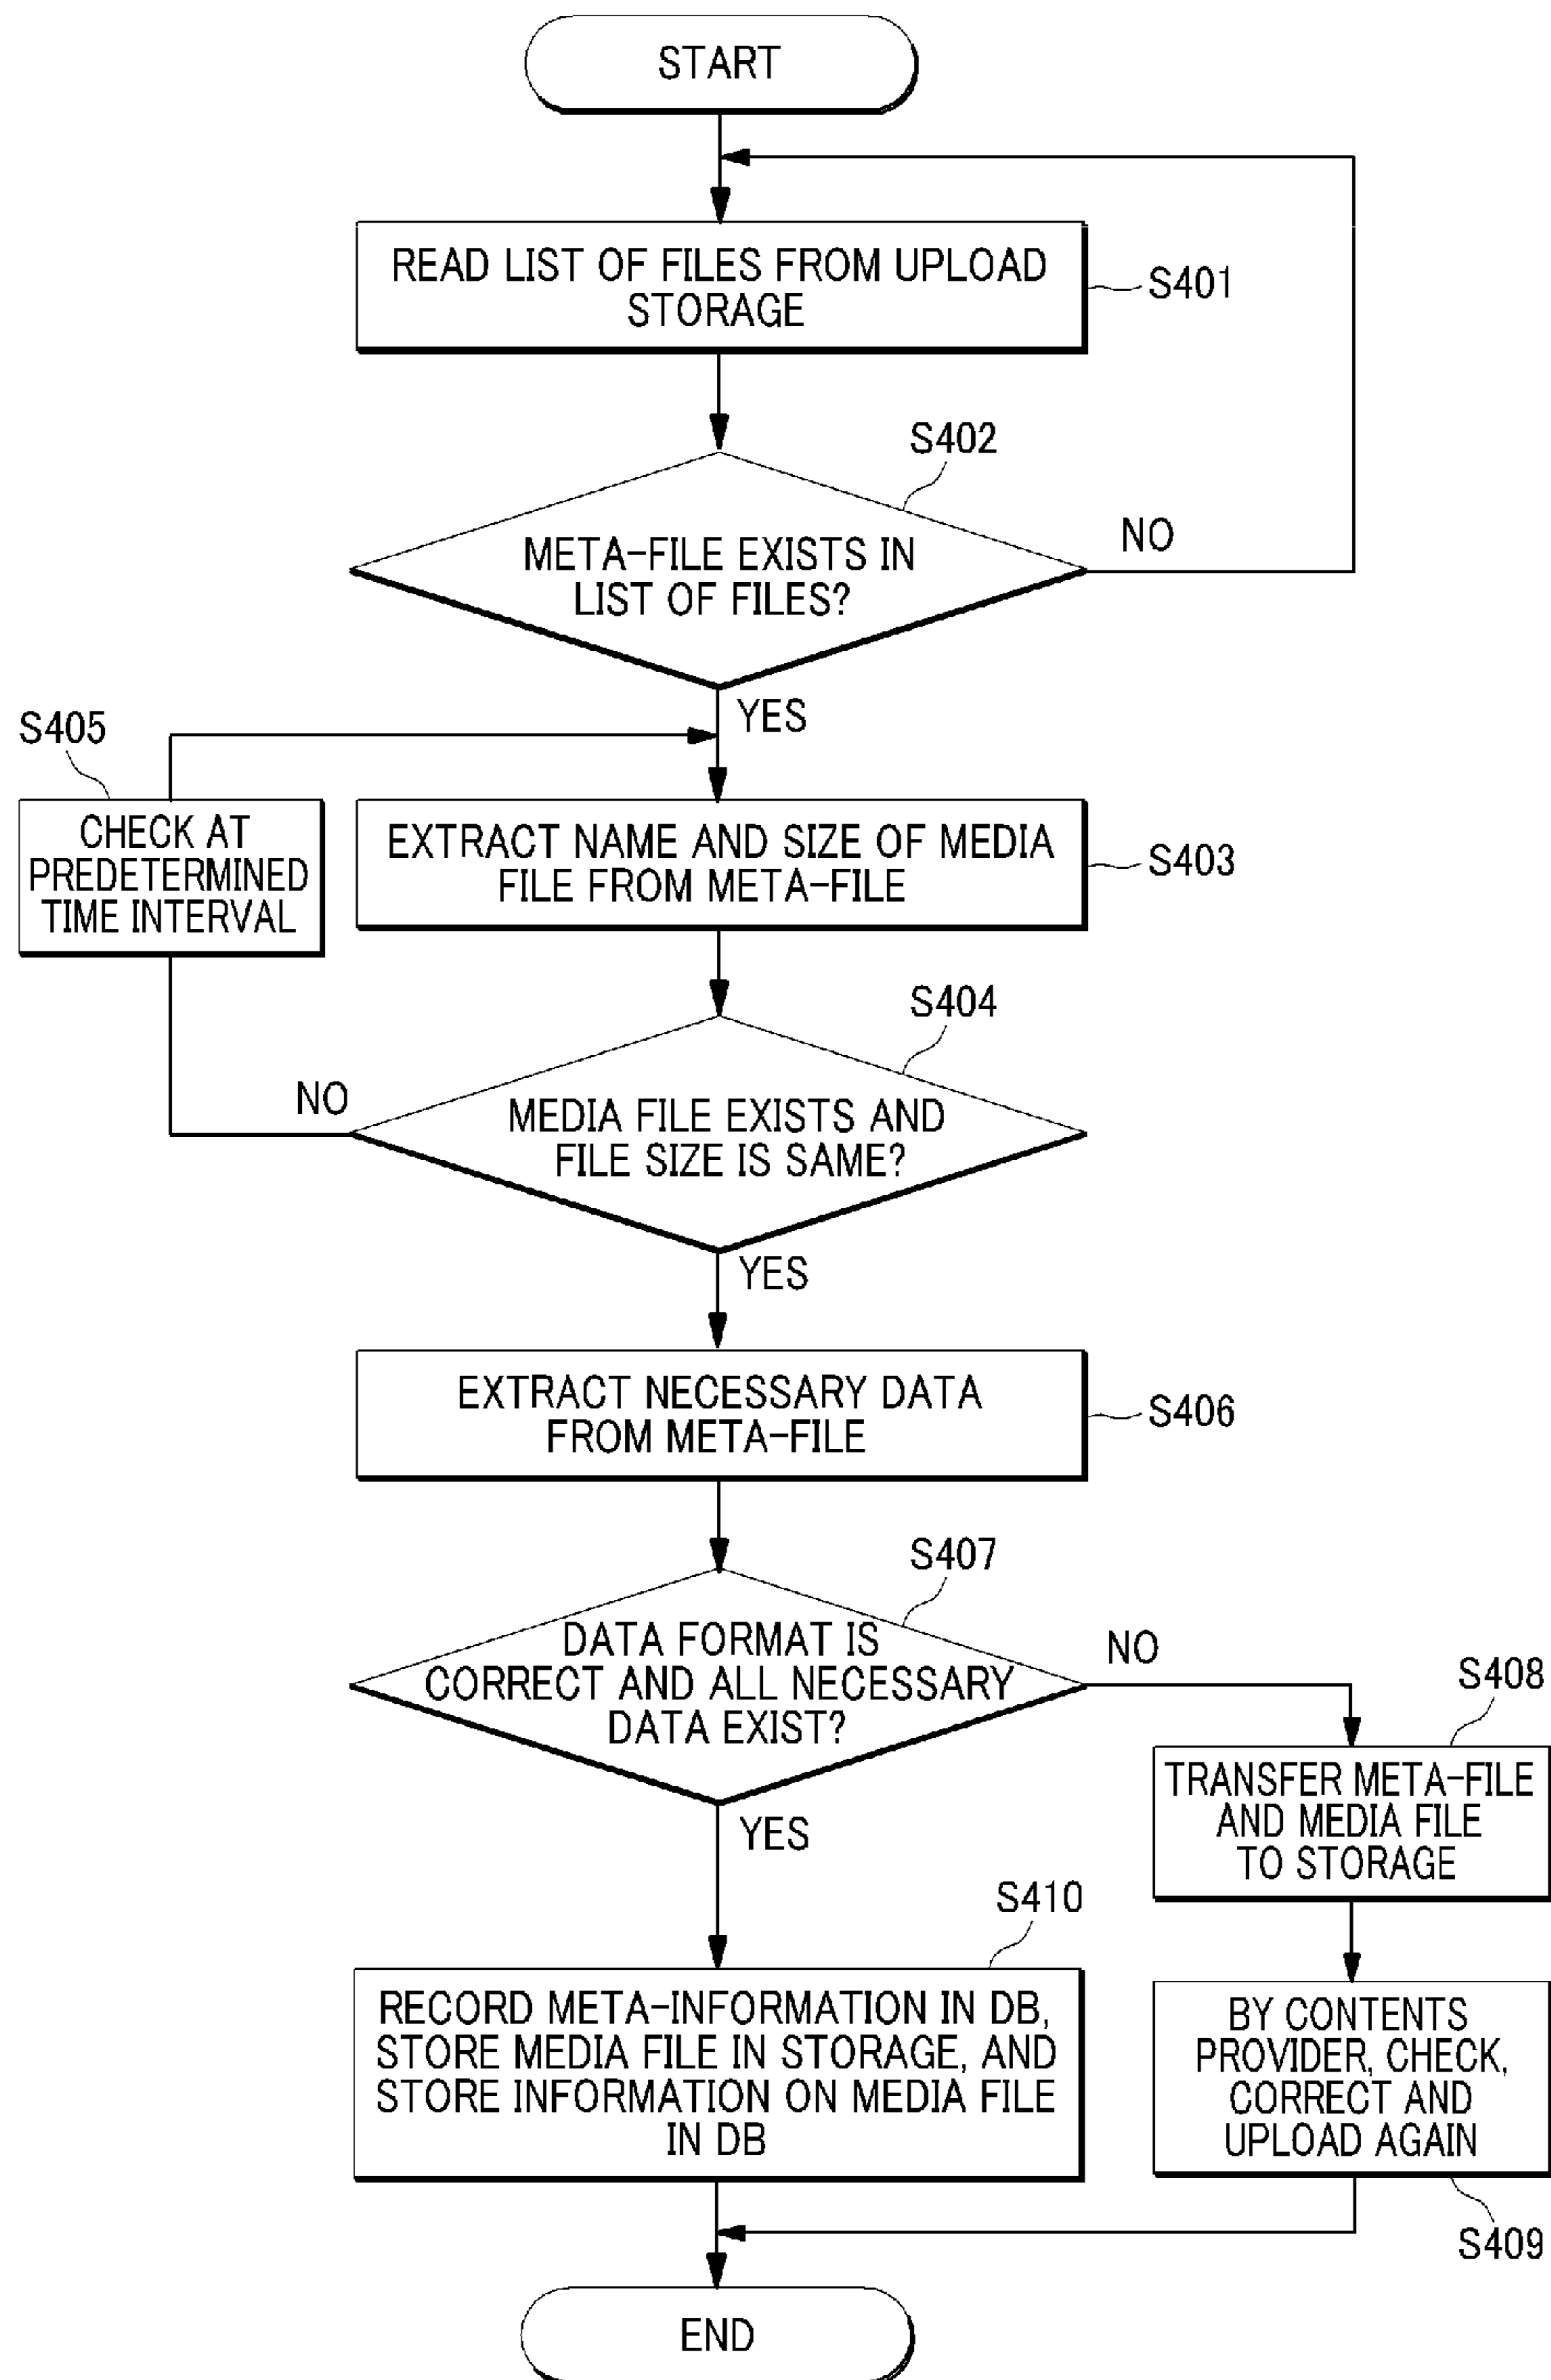 START
READ LIST OF FILES FROM UPLOAD
STORAGE
S401
S402
META-FILE EXISTS IN
LIST OF FILES?
NO
YES
S405
CHECK AT
PREDETERMINED
TIME INTERVAL
EXTRACT NAME AND SIZE OF MEDIA
FILE FROM META-FILE
S403
S404
MEDIA FILE EXISTS AND
FILE SIZE IS SAME?
NO
YES
EXTRACT NECESSARY DATA
FROM META-FILE
S406
S407
DATA FORMAT IS
CORRECT AND ALL NECESSARY
DATA EXIST?
NO
YES
S408
TRANSFER META-FILE
AND MEDIA FILE
TO STORAGE
S410
RECORD META-INFORMATION IN DB,
STORE MEDIA FILE IN STORAGE, AND
STORE INFORMATION ON MEDIA FILE
IN DB
BY CONTENTS
PROVIDER, CHECK,
CORRECT AND
UPLOAD AGAIN
S409
END